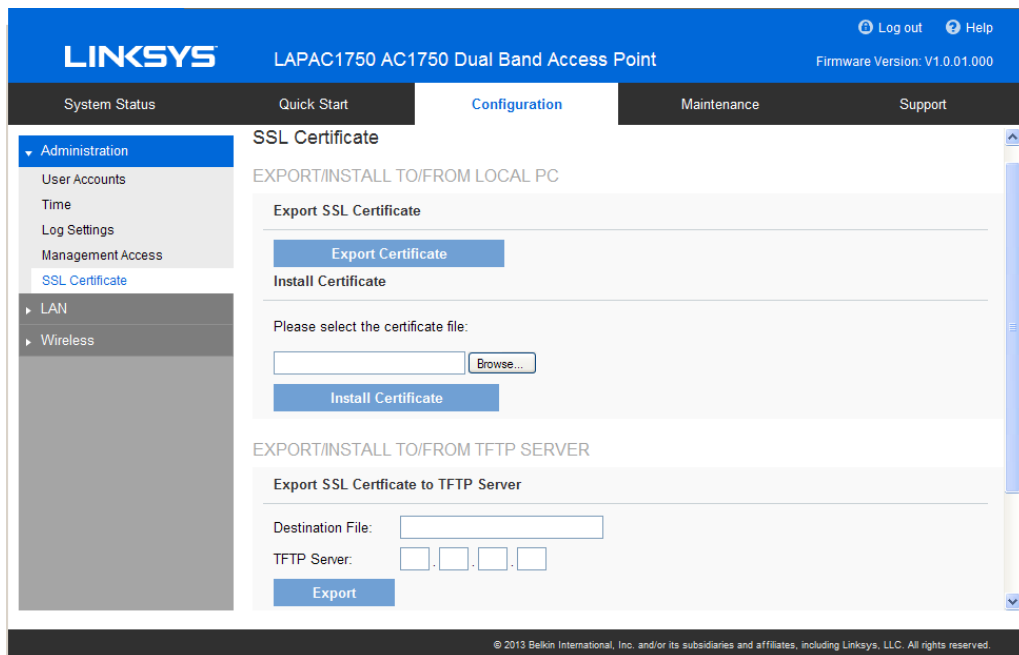 Log out Help
LINKSYS LAPAC1750 AC1750 Dual Band Access Point Firmware Version: V1.0.01.000
System Status Quick Start Configuration Maintenance Support
Administration
User Accounts
Time
Log Settings
Management Access
SSL Certificate
LAN
Wireless
SSL Certificate
EXPORT/INSTALL TO/FROM LOCAL PC
Export SSL Certificate
Export Certificate
Install Certificate
Please select the certificate file:
Browse...
Install Certificate
EXPORT/INSTALL TO/FROM TFTP SERVER
Export SSL Certficate to TFTP Server
Destination File:
TFTP Server: . . .
Export
© 2013 Belkin International, Inc. and/or its subsidiaries and affiliates, including Linksys, LLC. All rights reserved.